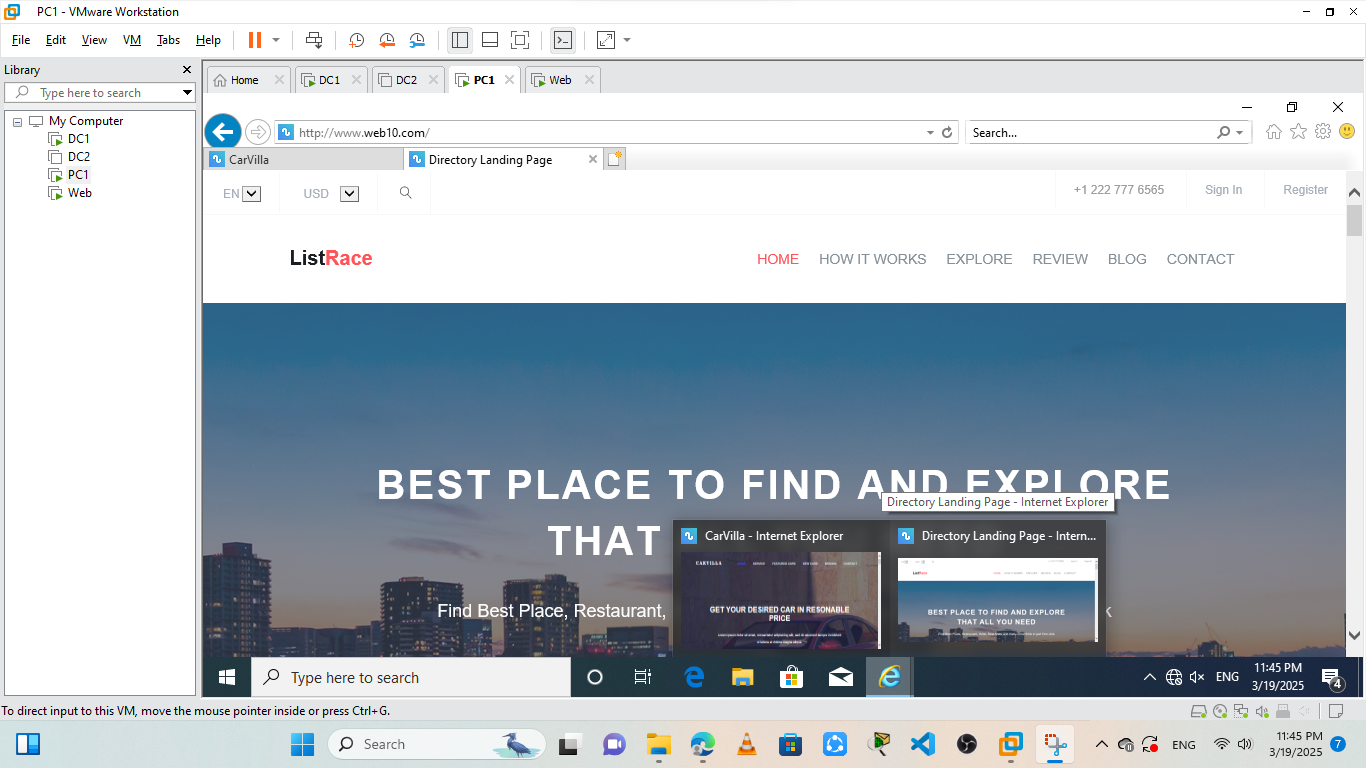 PC1 - VMware Workstation
File Edit View VM Tabs Help
Library
Type here to search
My Computer
DC1
DC2
PC1
Web
Home DC1 DC2 PC1 Web
http://www.web10.com/
Search...
CarVilla Directory Landing Page
EN USD +1 222 777 6565 Sign In Register
ListRace HOME HOW IT WORKS EXPLORE REVIEW BLOG CONTACT
BEST PLACE TO FIND AND EXPLORE
Directory Landing Page - Internet Explorer
THAT
CarVilla - Internet Explorer Directory Landing Page - Intern...
CARVILLA
GET YOUR DESIRED CAR IN RESONABLE
PRICE
ListRace
BEST PLACE TO FIND AND EXPLORE
THAT ALL YOU NEED
Find Best Place, Restaurant,
Type here to search
ENG
11:45 PM
3/19/2025
4
To direct input to this VM, move the mouse pointer inside or press Ctrl+G.
Search
ENG
11:45 PM
3/19/2025
7